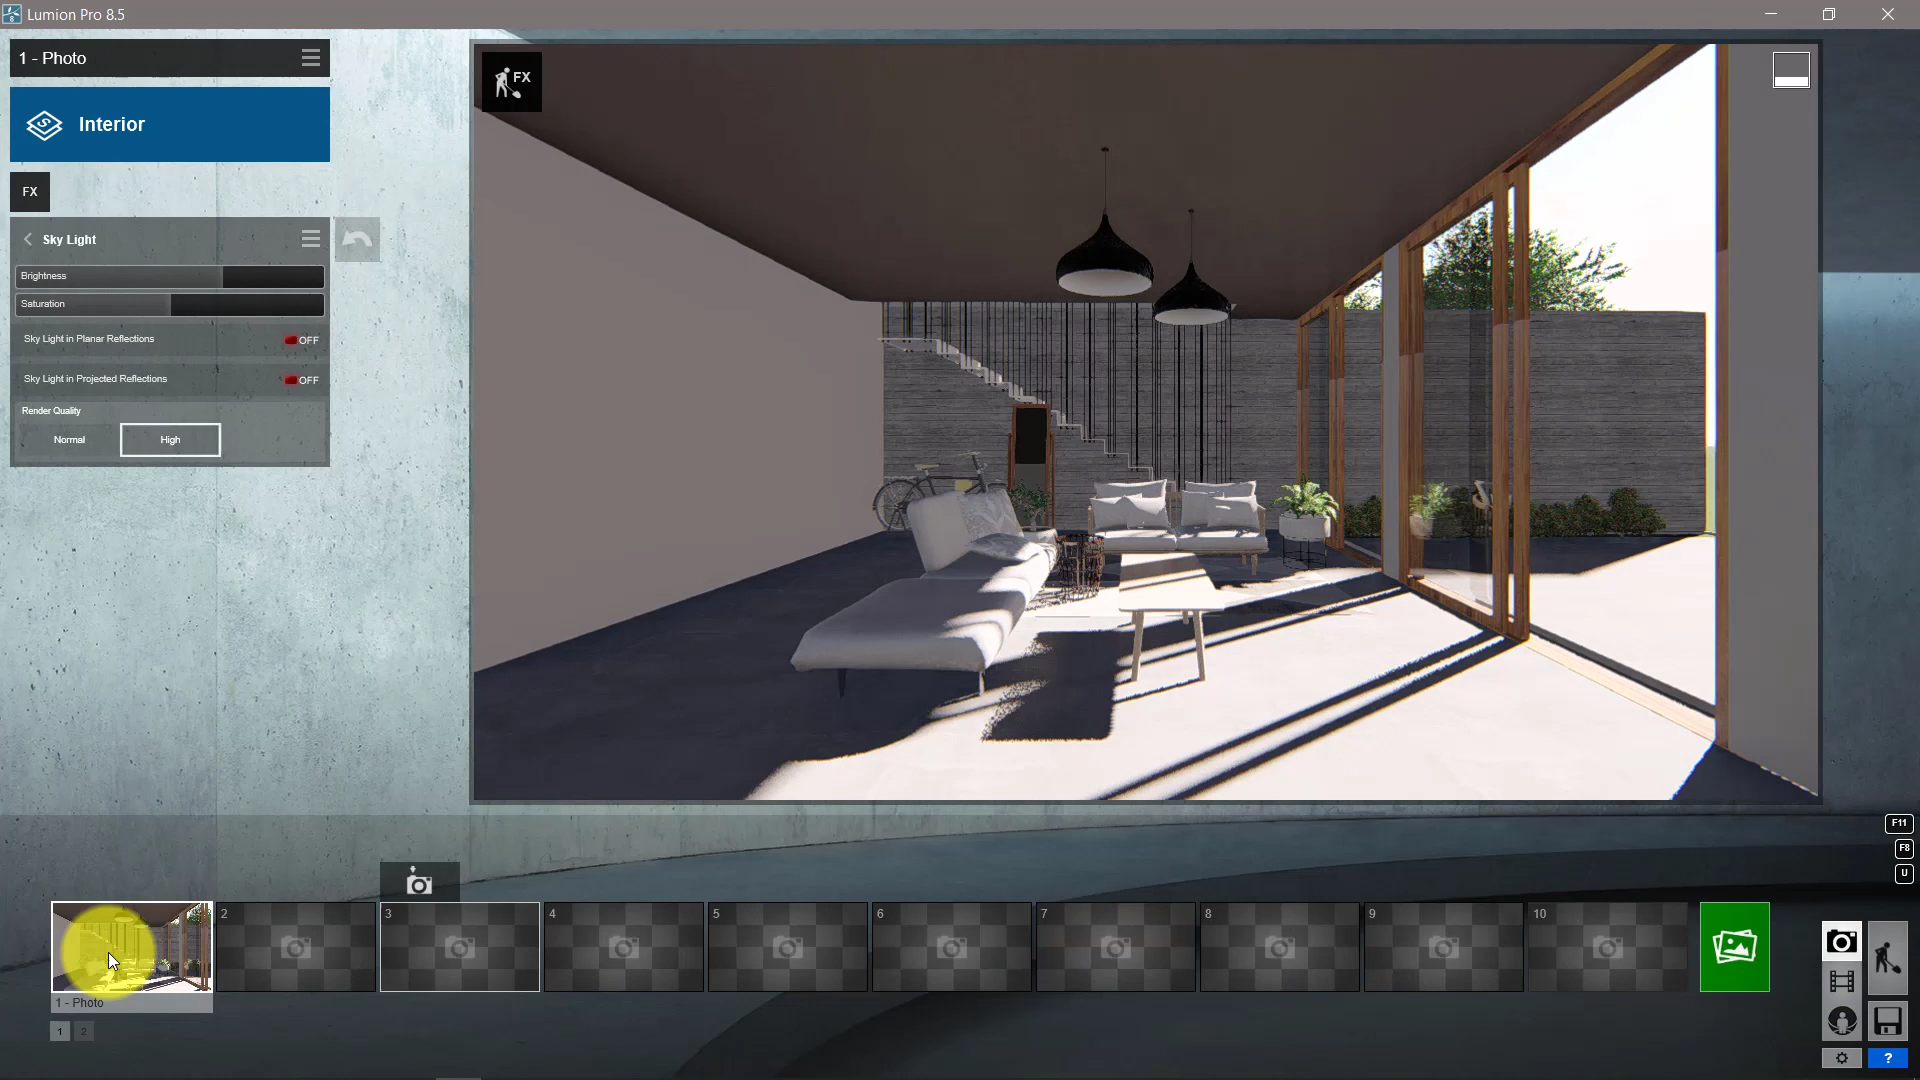 Lumion Pro 8.5
1 - Photo
Interior
FX
FX
Sky Light
Brightness
Saturation
Sky Light in Planar Reflections OFF
Sky Light in Projected Reflections OFF
Render Quality
Normal High
F11
F8
U
2 3 4 5 6 7 8 9 10
1 - Photo
1 2
?